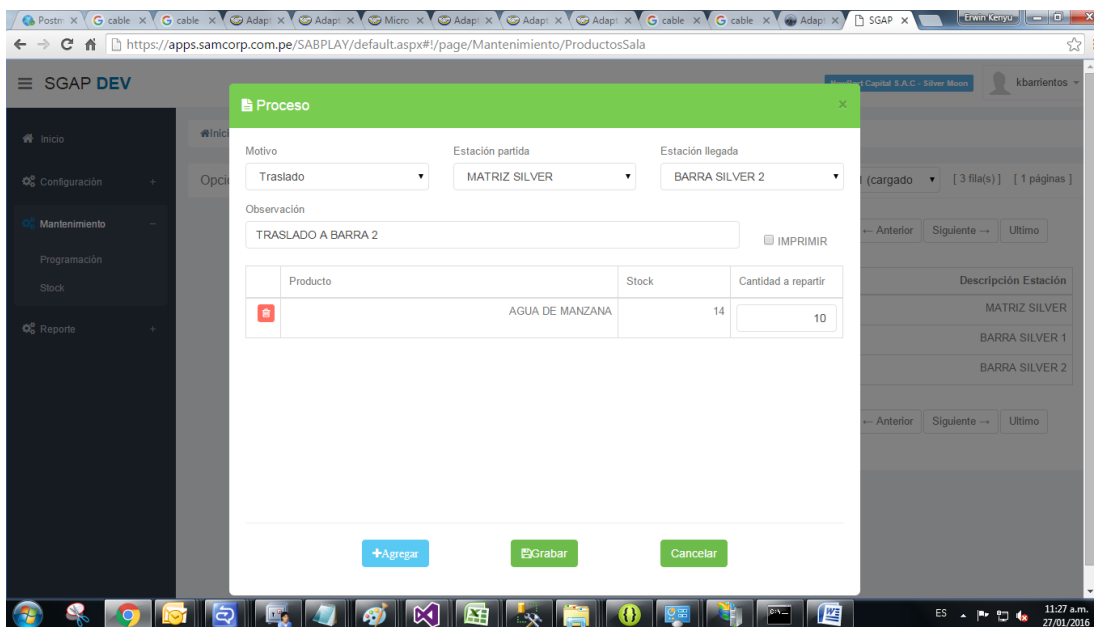 Postm G cable G cable Adapt Adapt Micro Adapt Adapt Adapt G cable G cable Adapt SGAP Erwin Kenyu
https://apps.samcorp.com.pe/SABPLAY/default.aspx#!/page/Mantenimiento/ProductosSala
SGAP DEV
Capital S.A.C - Silver Moon kbarrientos
Proceso ×
Inicio
Configuración +
Mantenimiento −
Programación
Stock
Reporte +
Motivo Estación partida Estación llegada
Traslado MATRIZ SILVER BARRA SILVER 2
(cargado [ 3 fila(s) ] [ 1 páginas ]
Observación
TRASLADO A BARRA 2 IMPRIMIR
← Anterior Siguiente → Ultimo
Producto Stock Cantidad a repartir
AGUA DE MANZANA 14 10
Descripción Estación
MATRIZ SILVER
BARRA SILVER 1
BARRA SILVER 2
← Anterior Siguiente → Ultimo
+Agregar Grabar Cancelar
ES 11:27 a.m.
27/01/2016